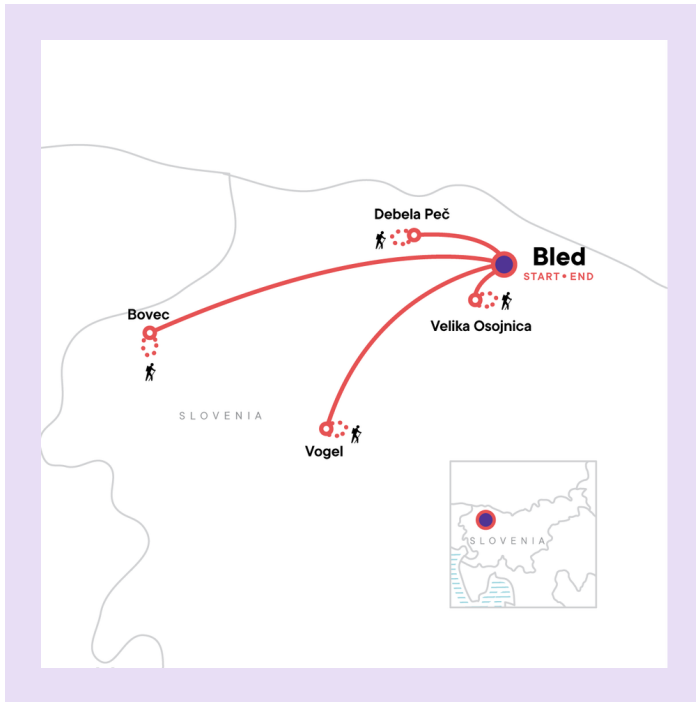 Debela Peč
Bled
START • END
Bovec
Velika Osojnica
SLOVENIA
Vogel
SLOVENIA